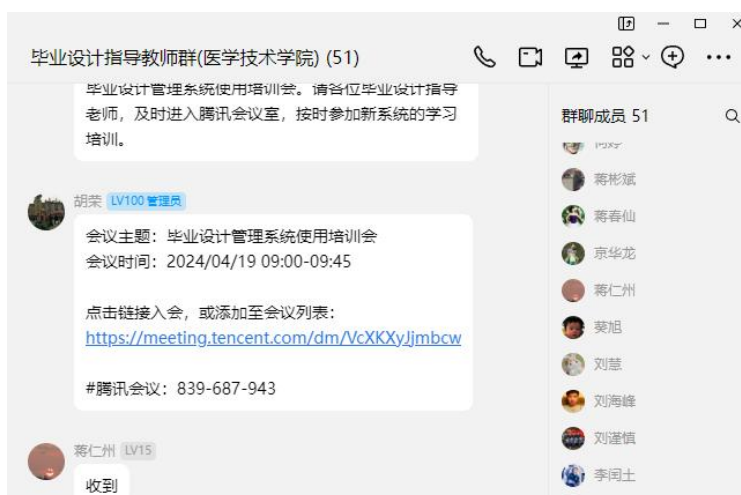 毕业设计指导教师群(医学技术学院) (51)
毕业设计管理系统使用培训会。请各位毕业设计指导
老师，及时进入腾讯会议室，按时参加新系统的学习
培训。
胡荣 LV100 管理员
会议主题：毕业设计管理系统使用培训会
会议时间：2024/04/19 09:00-09:45
点击链接入会，或添加至会议列表：
https://meeting.tencent.com/dm/VcXKXyJjmbcw
#腾讯会议：839-687-943
蒋仁州 LV15
收到
群聊成员 51
蒋彬斌
蒋春仙
京华龙
蒋仁州
葵旭
刘慧
刘海峰
刘谨慎
李闰土